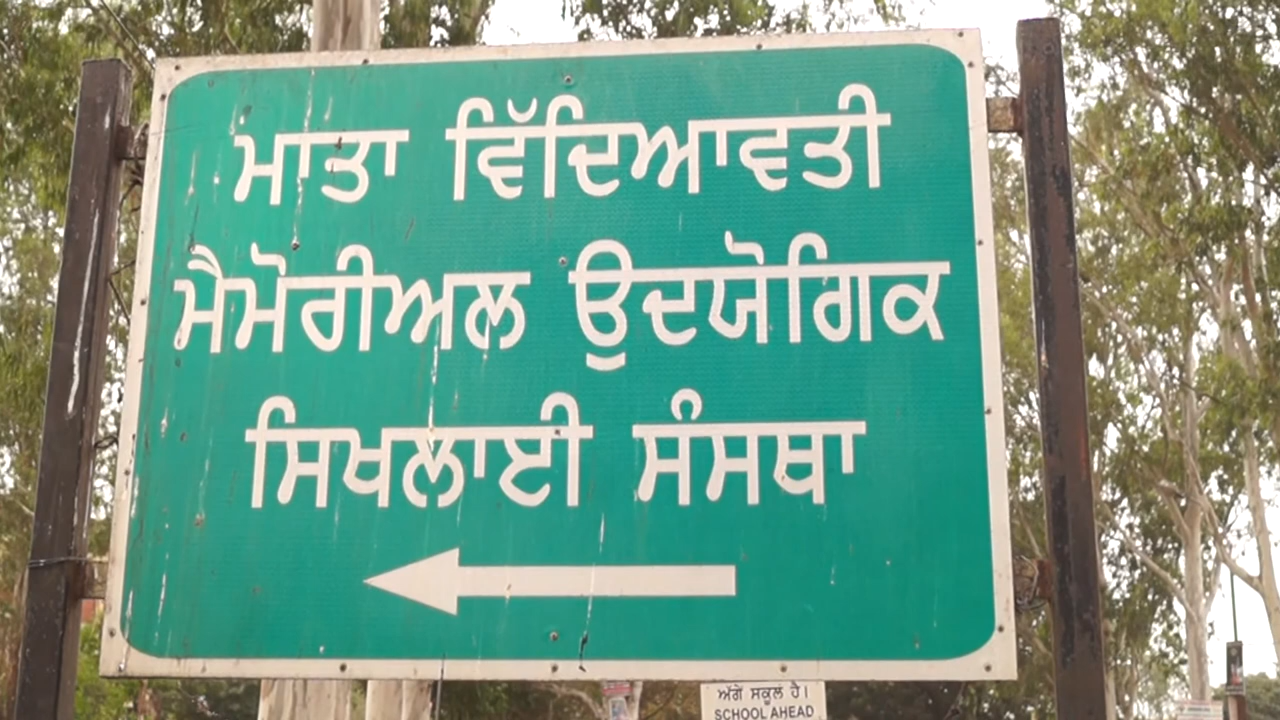 ਮਾਤਾ ਵਿੱਦਿਆਵਤੀ
ਮੈਮੋਰੀਅਲ ਉਦਯੋਗਿਕ
ਸਿਖਲਾਈ ਸੰਸਥਾ
ਅੱਗੇ ਸਕੂਲ ਹੈ।
SCHOOL AHEAD